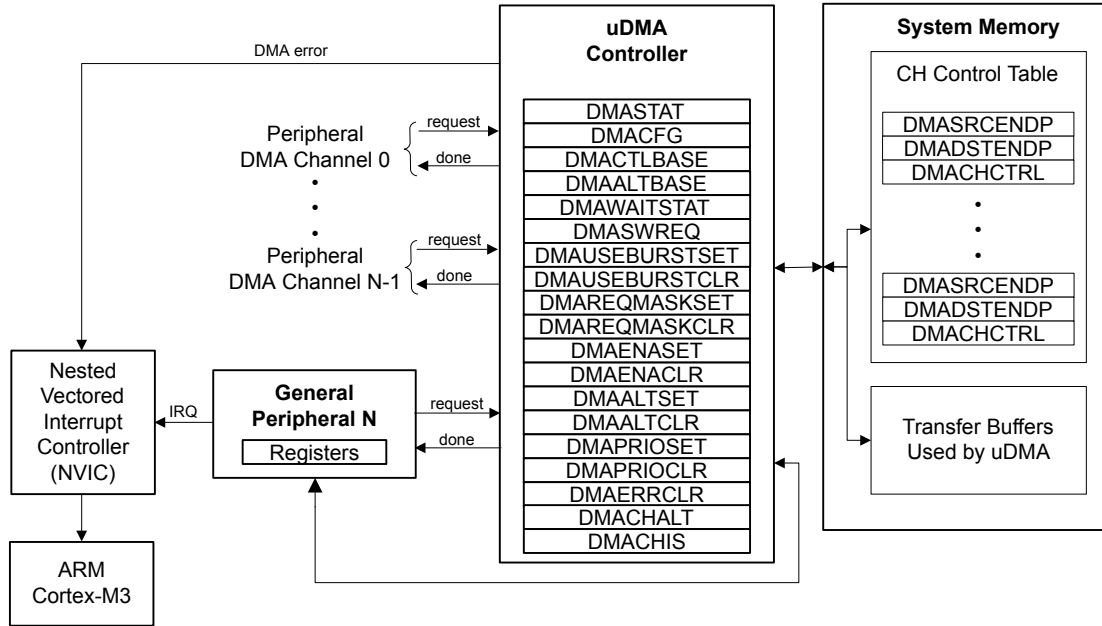 uDMA
Controller
System Memory
DMA error
CH Control Table
DMASTAT
DMACFG
DMACTLBASE
DMAALTBASE
DMAWAITSTAT
DMASWREQ
DMAUSEBURSTSET
DMAUSEBURSTCLR
DMAREQMASKSET
DMAREQMASKCLR
DMAENASET
DMAENACLR
DMAALTSET
DMAALTCLR
DMAPRIOSET
DMAPRIOCLR
DMAERRCLR
DMACHALT
DMACHIS
Peripheral
DMA Channel 0
request
done
Peripheral
DMA Channel N-1
request
done
DMASRCENDP
DMADSTENDP
DMACHCTRL
DMASRCENDP
DMADSTENDP
DMACHCTRL
Transfer Buffers
Used by uDMA
Nested
Vectored
Interrupt
Controller
(NVIC)
IRQ
General
Peripheral N
Registers
request
done
ARM
Cortex-M3